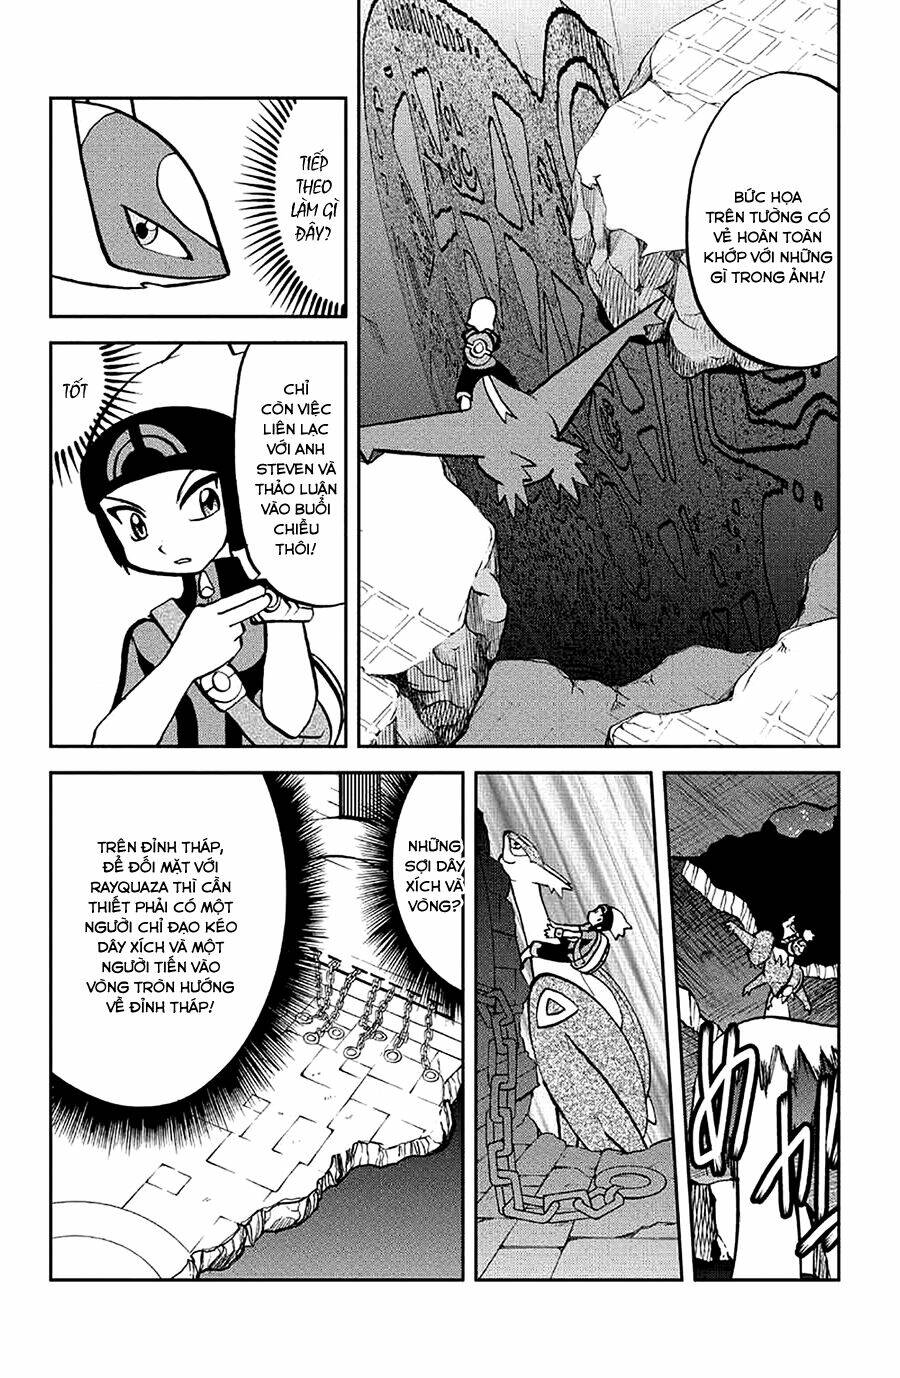 BỨC HỌA
TRÊN TƯỜNG CÓ
VẺ HOÀN TOÀN
KHỚP VỚI NHỮNG
GÌ TRONG ẢNH!
TIẾP
THEO
LÀM GÌ
ĐÂY?
CHỈ
CÒN VIỆC
LIÊN LẠC
VỚI ANH
STEVEN VÀ
THẢO LUẬN
VÀO BUỔI
CHIỀU
THÔI!
TỐT
わあ
め
NHỮNG
SỢI DÂY
XÍCH VÀ
VÒNG?
TRÊN ĐỈNH THÁP,
ĐỂ ĐỐI MẶT VỚI
RAYQUAZA THÌ CẦN
THIẾT PHẢI CÓ MỘT
NGƯỜI CHỈ ĐẠO KÉO
DÂY XÍCH VÀ MỘT
NGƯỜI TIẾN VÀO
VÒNG TRÒN HƯỚNG
VỀ ĐỈNH THÁP!